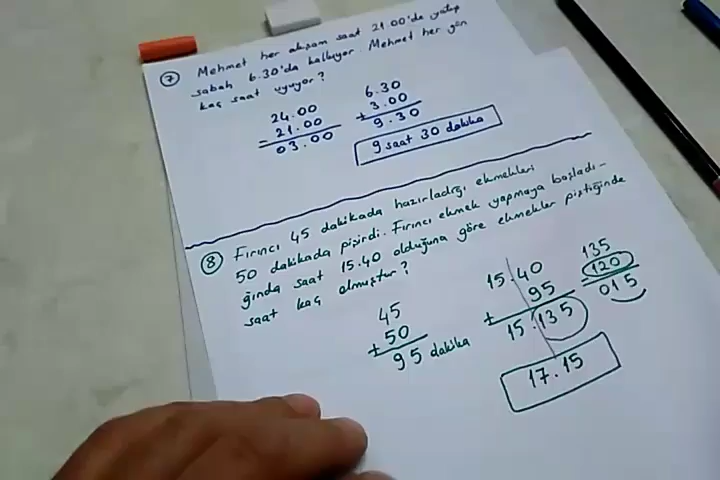 7 Mehmet her akşam saat 21.00'da yatıp
sabah 6.30'da kalkıyor. Mehmet her gün
kaç saat uyuyor?
24.00
= 21.00
03.00
6.30
+ 3.00
9.30
9 saat 30 dakika
8 Fırıncı 45 dakikada hazırladığı ekmekleri
50 dakikada pişirdi. Fırıncı ekmek yapmaya başladı-
ğında saat 15.40 olduğuna göre ekmekler piştiğinde
saat kaç olmuştur?
45
+ 50
95 dakika
15.40
95
+
15.135
135
120
015
17.15